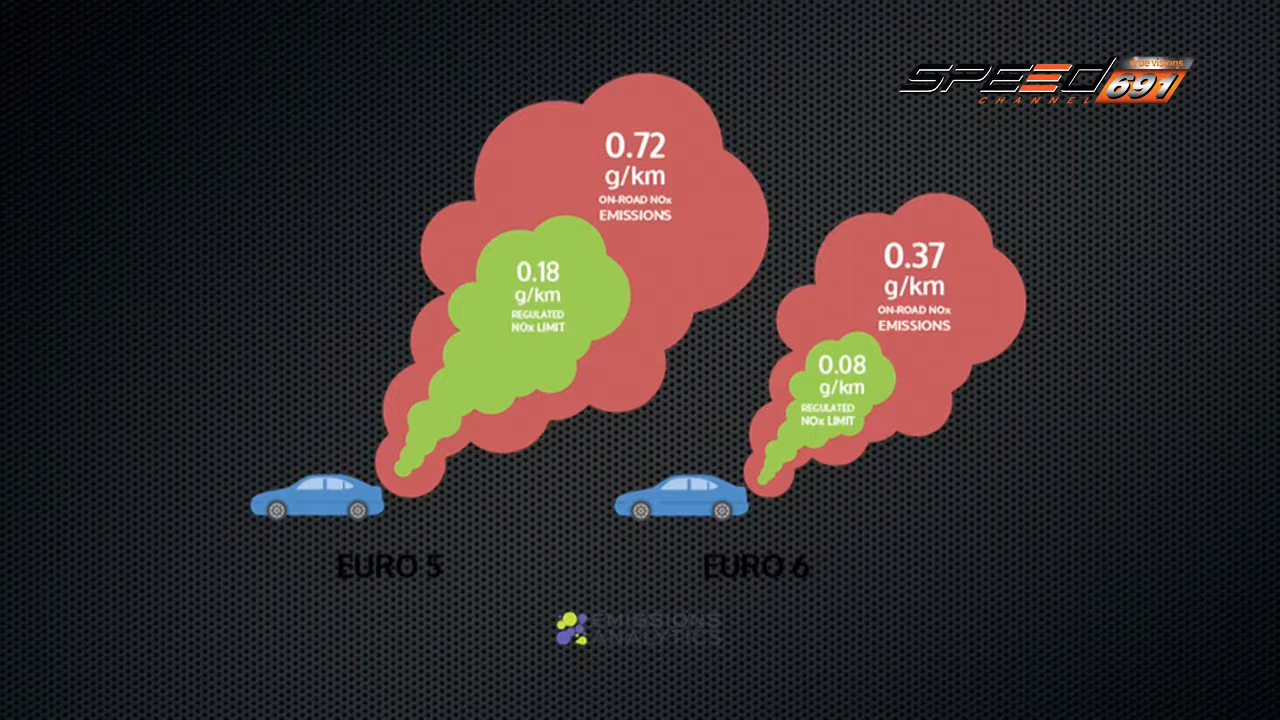 true visions
SPEED 691
CHANNEL
0.72
g/km
ON-ROAD NOx
EMISSIONS
0.18
g/km
REGULATED
NOx LIMIT
0.37
g/km
ON-ROAD NOx
EMISSIONS
0.08
g/km
REGULATED
NOx LIMIT
EURO 5
EURO 6
EMISSIONS
ANALYTICS